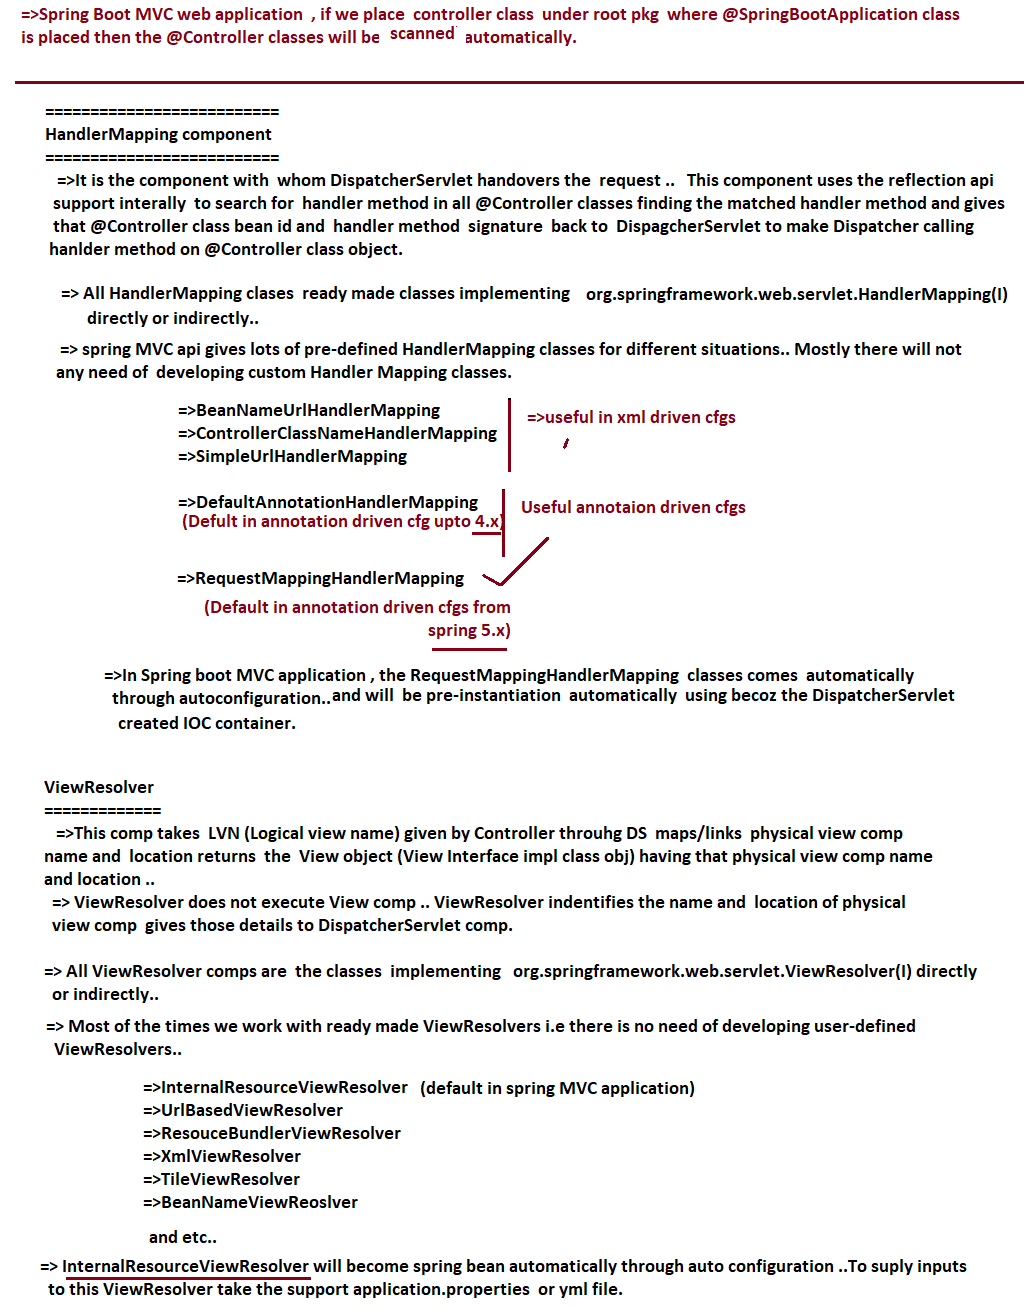 =>Spring Boot MVC web application , if we place controller class under root pkg where @SpringBootApplication class
is placed then the @Controller classes will be scanned automatically.
==========================
HandlerMapping component
==========================
=>It is the component with whom DispatcherServlet handovers the request .. This component uses the reflection api
support interally to search for handler method in all @Controller classes finding the matched handler method and gives
that @Controller class bean id and handler method signature back to DispagcherServlet to make Dispatcher calling
hanlder method on @Controller class object.
=> All HandlerMapping clases ready made classes implementing org.springframework.web.servlet.HandlerMapping(I)
directly or indirectly..
=> spring MVC api gives lots of pre-defined HandlerMapping classes for different situations.. Mostly there will not
any need of developing custom Handler Mapping classes.
=>BeanNameUrlHandlerMapping
=>useful in xml driven cfgs
=>ControllerClassNameHandlerMapping
=>SimpleUrlHandlerMapping
=>DefaultAnnotationHandlerMapping
Useful annotaion driven cfgs
(Defult in annotation driven cfg upto 4.x)
=>RequestMappingHandlerMapping
(Default in annotation driven cfgs from
spring 5.x)
=>In Spring boot MVC application , the RequestMappingHandlerMapping classes comes automatically
through autoconfiguration..and will be pre-instantiation automatically using becoz the DispatcherServlet
created IOC container.
ViewResolver
=============
=>This comp takes LVN (Logical view name) given by Controller throuhg DS maps/links physical view comp
name and location returns the View object (View Interface impl class obj) having that physical view comp name
and location ..
=> ViewResolver does not execute View comp .. ViewResolver indentifies the name and location of physical
view comp gives those details to DispatcherServlet comp.
=> All ViewResolver comps are the classes implementing org.springframework.web.servlet.ViewResolver(I) directly
or indirectly..
=> Most of the times we work with ready made ViewResolvers i.e there is no need of developing user-defined
ViewResolvers..
=>InternalResourceViewResolver (default in spring MVC application)
=>UrlBasedViewResolver
=>ResouceBundlerViewResolver
=>XmlViewResolver
=>TileViewResolver
=>BeanNameViewReoslver
and etc..
=> InternalResourceViewResolver will become spring bean automatically through auto configuration ..To suply inputs
to this ViewResolver take the support application.properties or yml file.